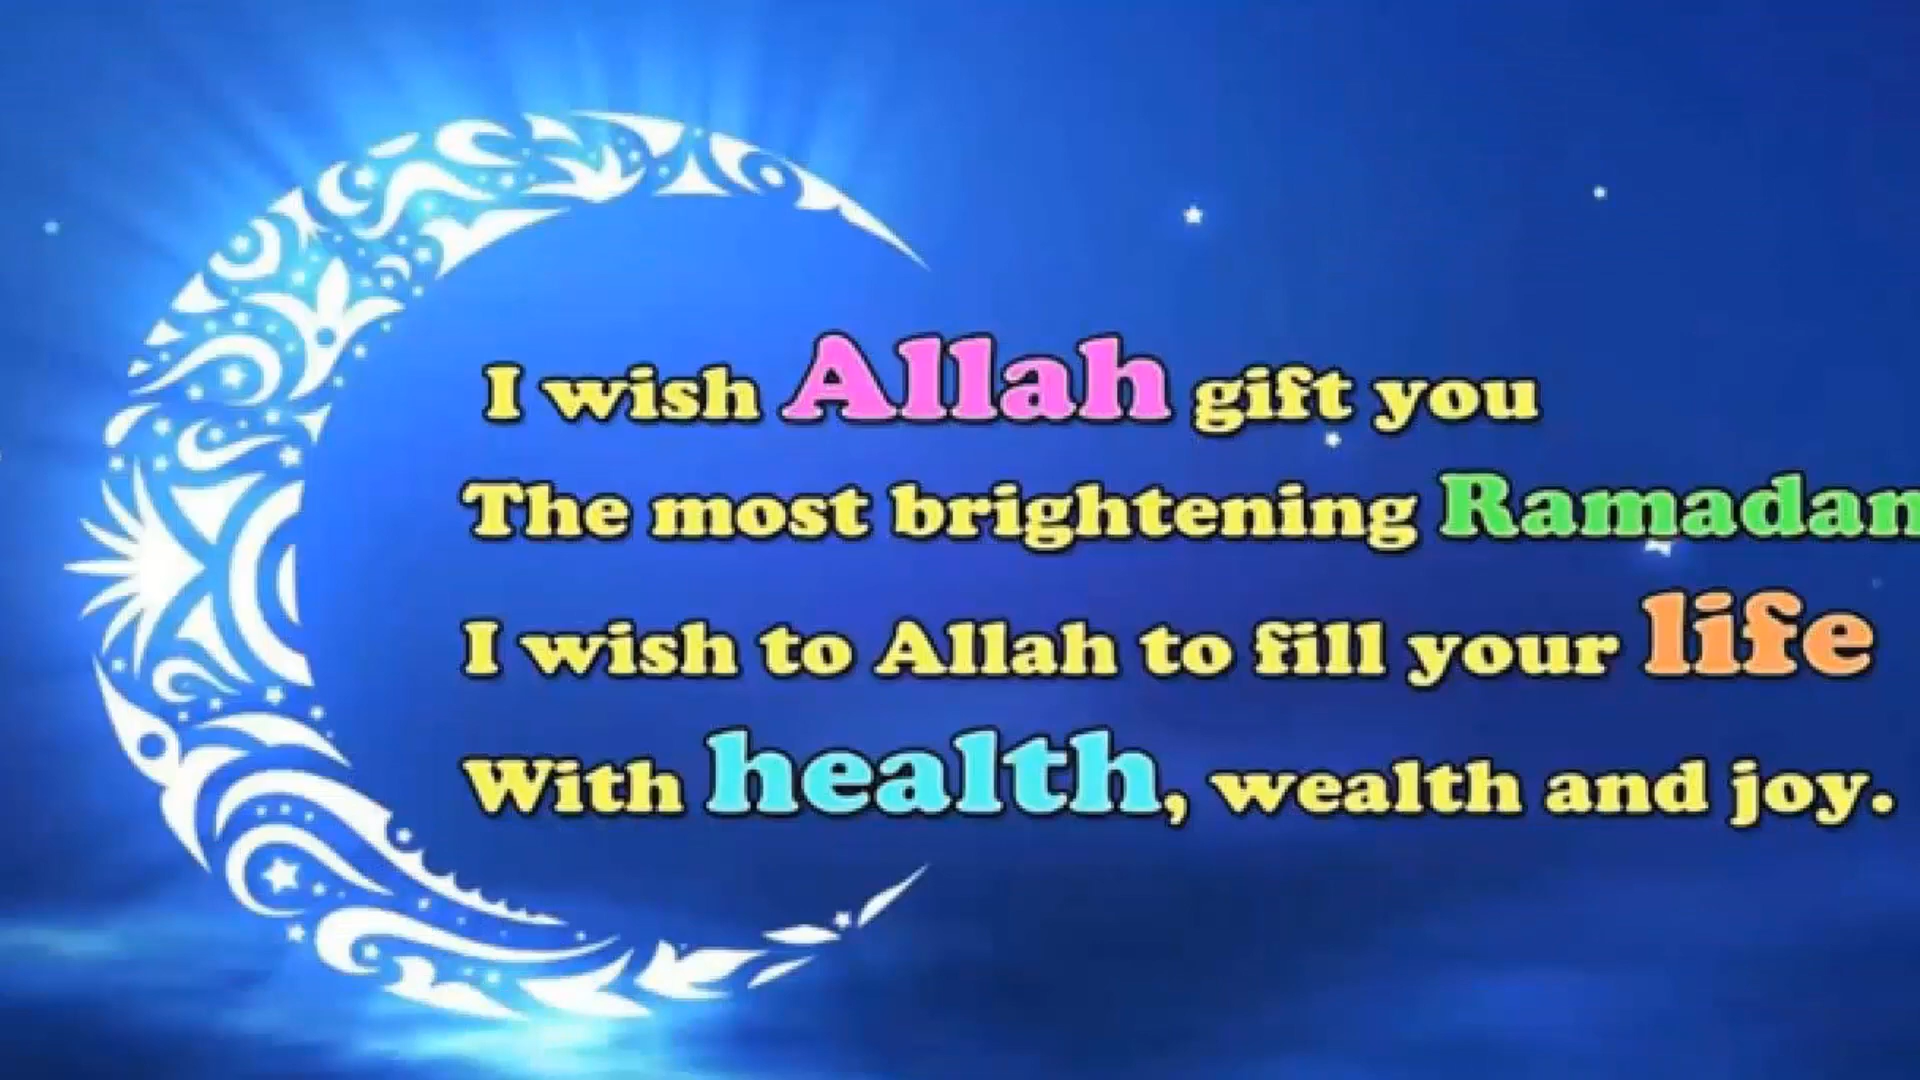 I wish Allah gift you
The most brightening Ramadan
I wish to Allah to fill your life
With health, wealth and joy.